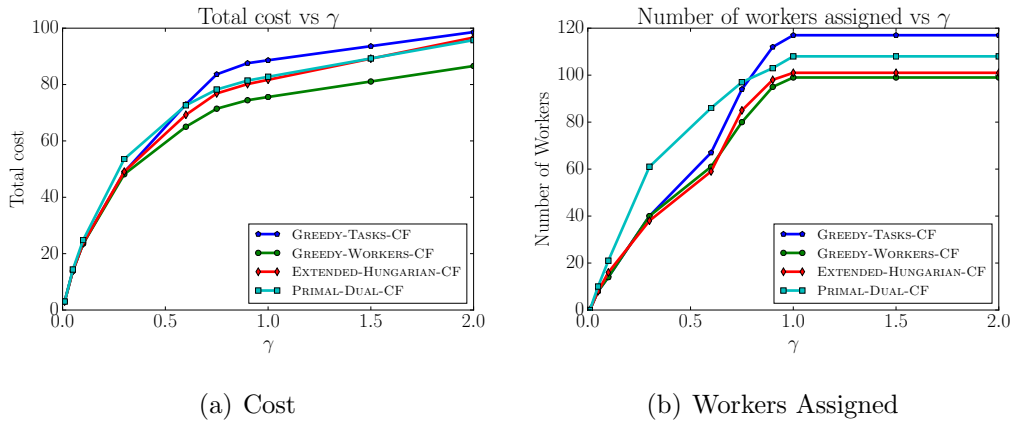 Total cost vs γ
100
80
60
40
20
0
0.0
0.5
1.0
1.5
2.0
Total cost
γ
GREEDY-TASKS-CF
GREEDY-WORKERS-CF
EXTENDED-HUNGARIAN-CF
PRIMAL-DUAL-CF
(a) Cost
Number of workers assigned vs γ
120
100
80
60
40
20
0
0.0
0.5
1.0
1.5
2.0
Number of Workers
γ
GREEDY-TASKS-CF
GREEDY-WORKERS-CF
EXTENDED-HUNGARIAN-CF
PRIMAL-DUAL-CF
(b) Workers Assigned